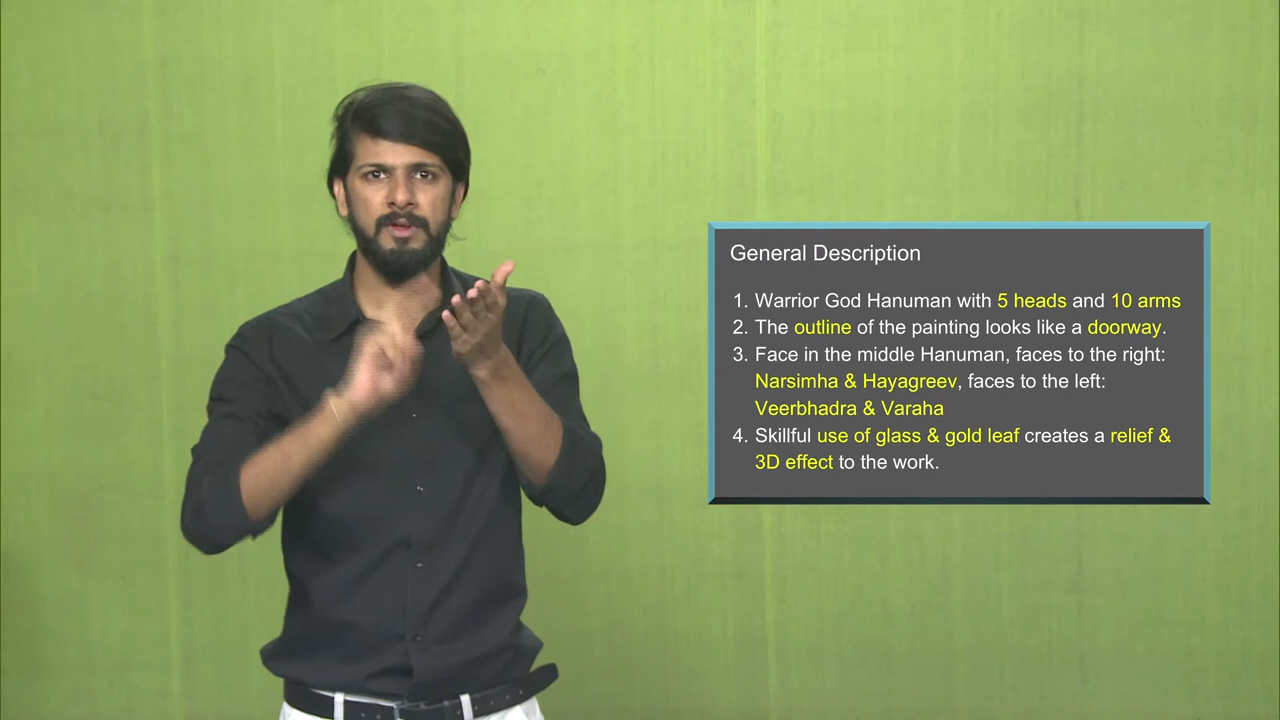 General Description
1. Warrior God Hanuman with 5 heads and 10 arms
2. The outline of the painting looks like a doorway.
3. Face in the middle Hanuman, faces to the right:
Narsimha & Hayagreev, faces to the left:
Veerbhadra & Varaha
4. Skillful use of glass & gold leaf creates a relief &
3D effect to the work.